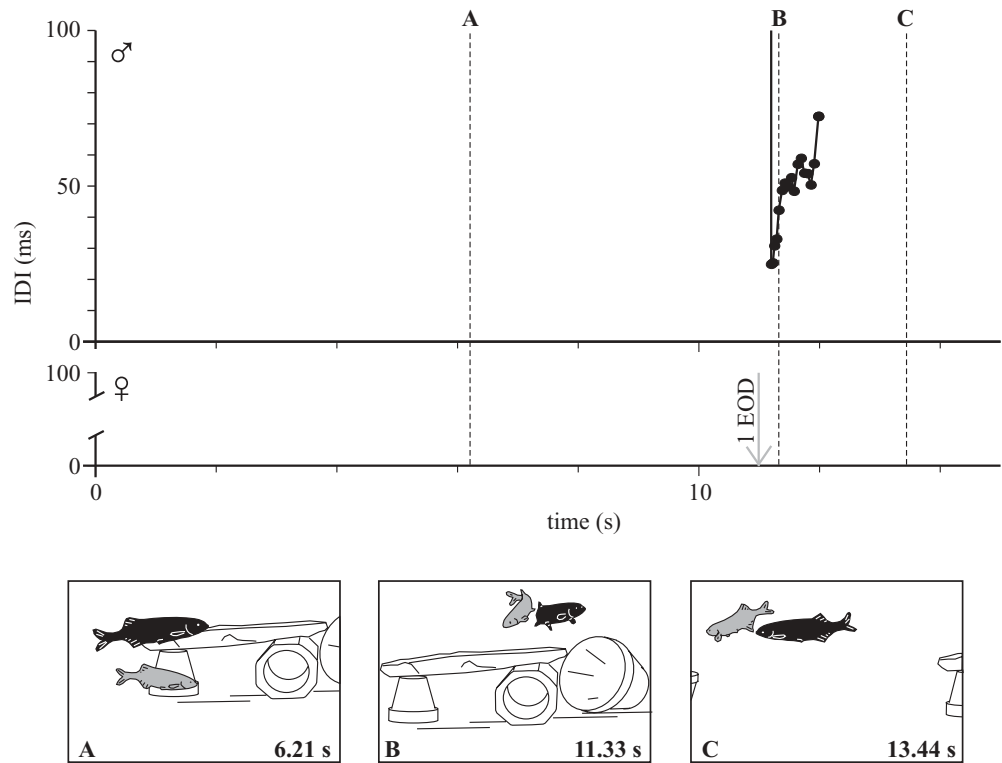 A B C
100
♂
50
IDI (ms)
0
100
♀
1 EOD
0
0 10
time (s)
A 6.21 s
B 11.33 s
C 13.44 s